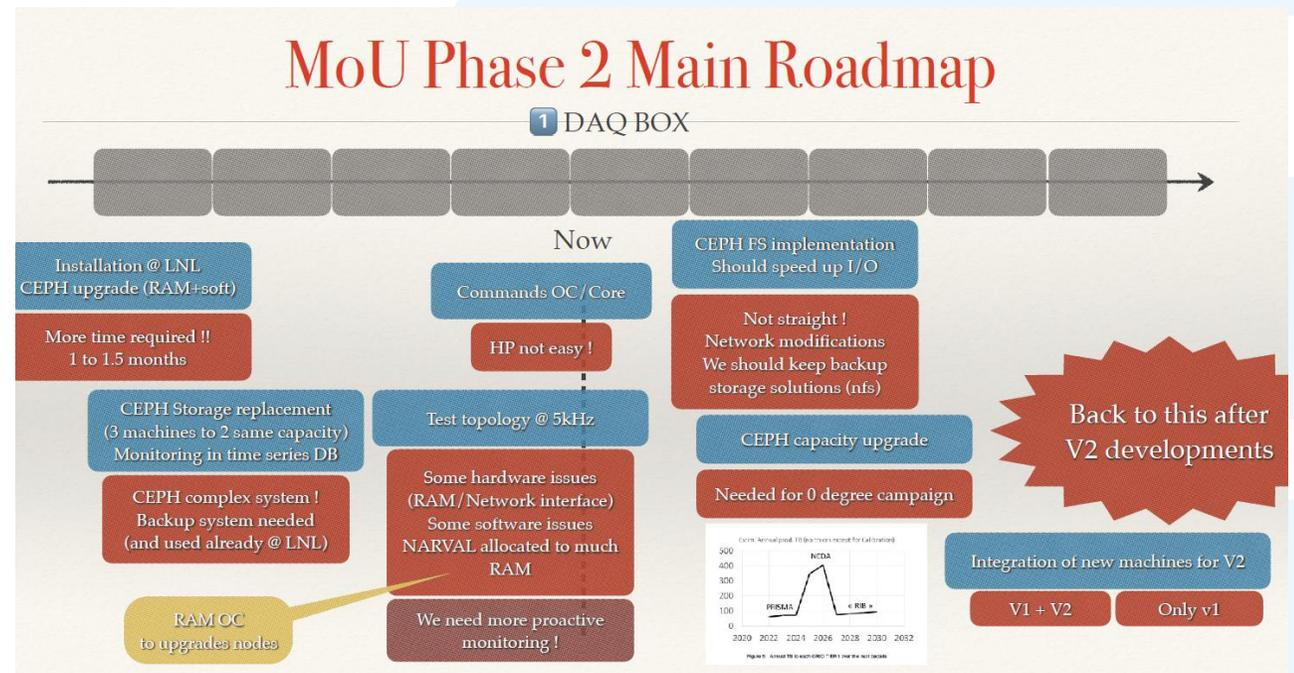 MoU Phase 2 Main Roadmap
1 DAQ BOX
Now
Installation @ LNL
CEPH upgrade (RAM+soft)
More time required !!
1 to 1.5 months
CEPH Storage replacement
(3 machines to 2 same capacity)
Monitoring in time series DB
CEPH complex system !
Backup system needed
(and used already @ LNL)
RAM OC
to upgrades nodes
Commands OC/Core
HP not easy !
Test topology @ 5kHz
Some hardware issues
(RAM/Network interface)
Some software issues
NARVAL allocated to much
RAM
We need more proactive
monitoring !
CEPH FS implementation
Should speed up I/O
Not straight !
Network modifications
We should keep backup
storage solutions (nfs)
CEPH capacity upgrade
Needed for 0 degree campaign
Annual prod. TB
500
400
300
200
100
0
NEDA
PRISMA
« RIB »
2020 2022 2024 2026 2028 2030 2032
Back to this after
V2 developments
Integration of new machines for V2
V1 + V2
Only v1